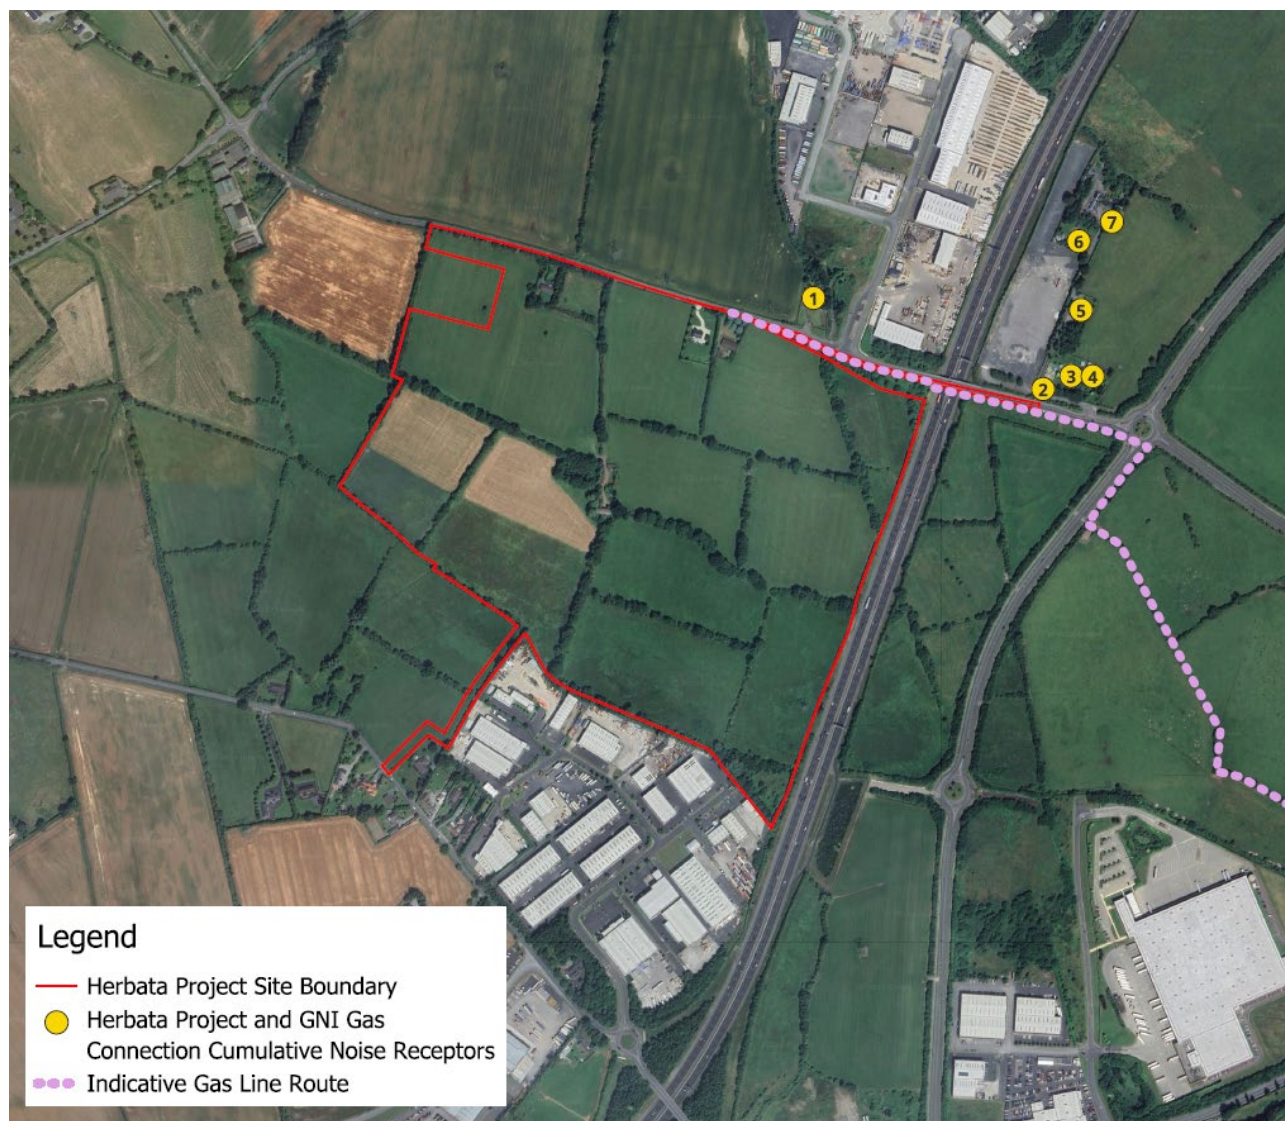 7
6
1
5
3 4
2
Legend
Herbata Project Site Boundary
Herbata Project and GNI Gas
Connection Cumulative Noise Receptors
Indicative Gas Line Route